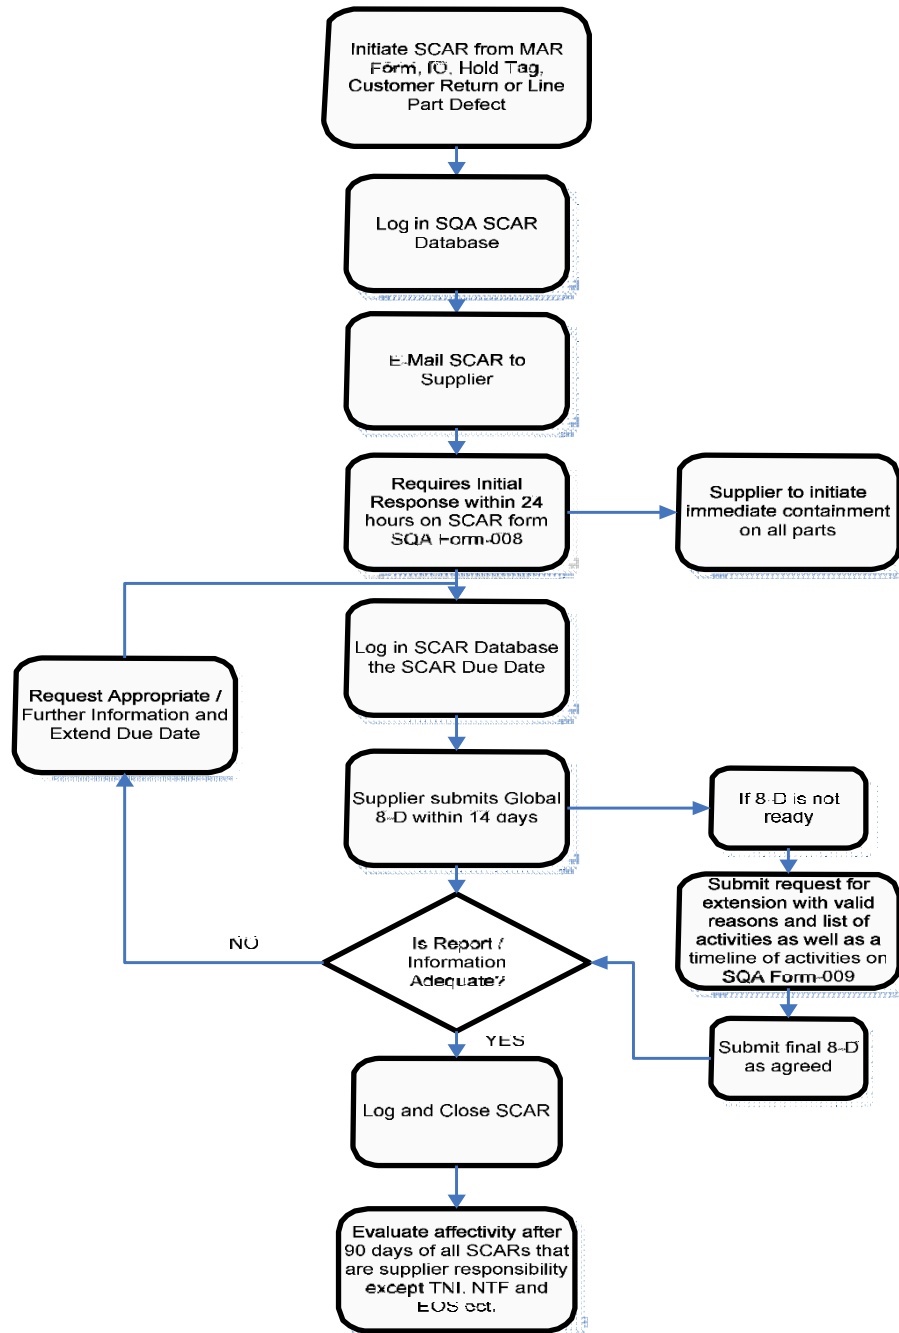 Initiate SCAR from MAR
Form, IO, Hold Tag,
Customer Return or Line
Part Defect
Log in SQA SCAR
Database
E-Mail SCAR to
Supplier
Requires Initial
Response within 24
hours on SCAR form
SQA Form-008
Supplier to initiate
immediate containment
on all parts
Log in SCAR Database
the SCAR Due Date
Request Appropriate /
Further Information and
Extend Due Date
Supplier submits Global
8-D within 14 days
If 8-D is not
ready
Submit request for
extension with valid
reasons and list of
activities as well as a
timeline of activities on
SQA Form-009
NO
Is Report /
Information
Adequate?
Submit final 8-D
as agreed
YES
Log and Close SCAR
Evaluate affectivity after
90 days of all SCARs that
are supplier responsibility
except TNI, NTF and
EOS ect.